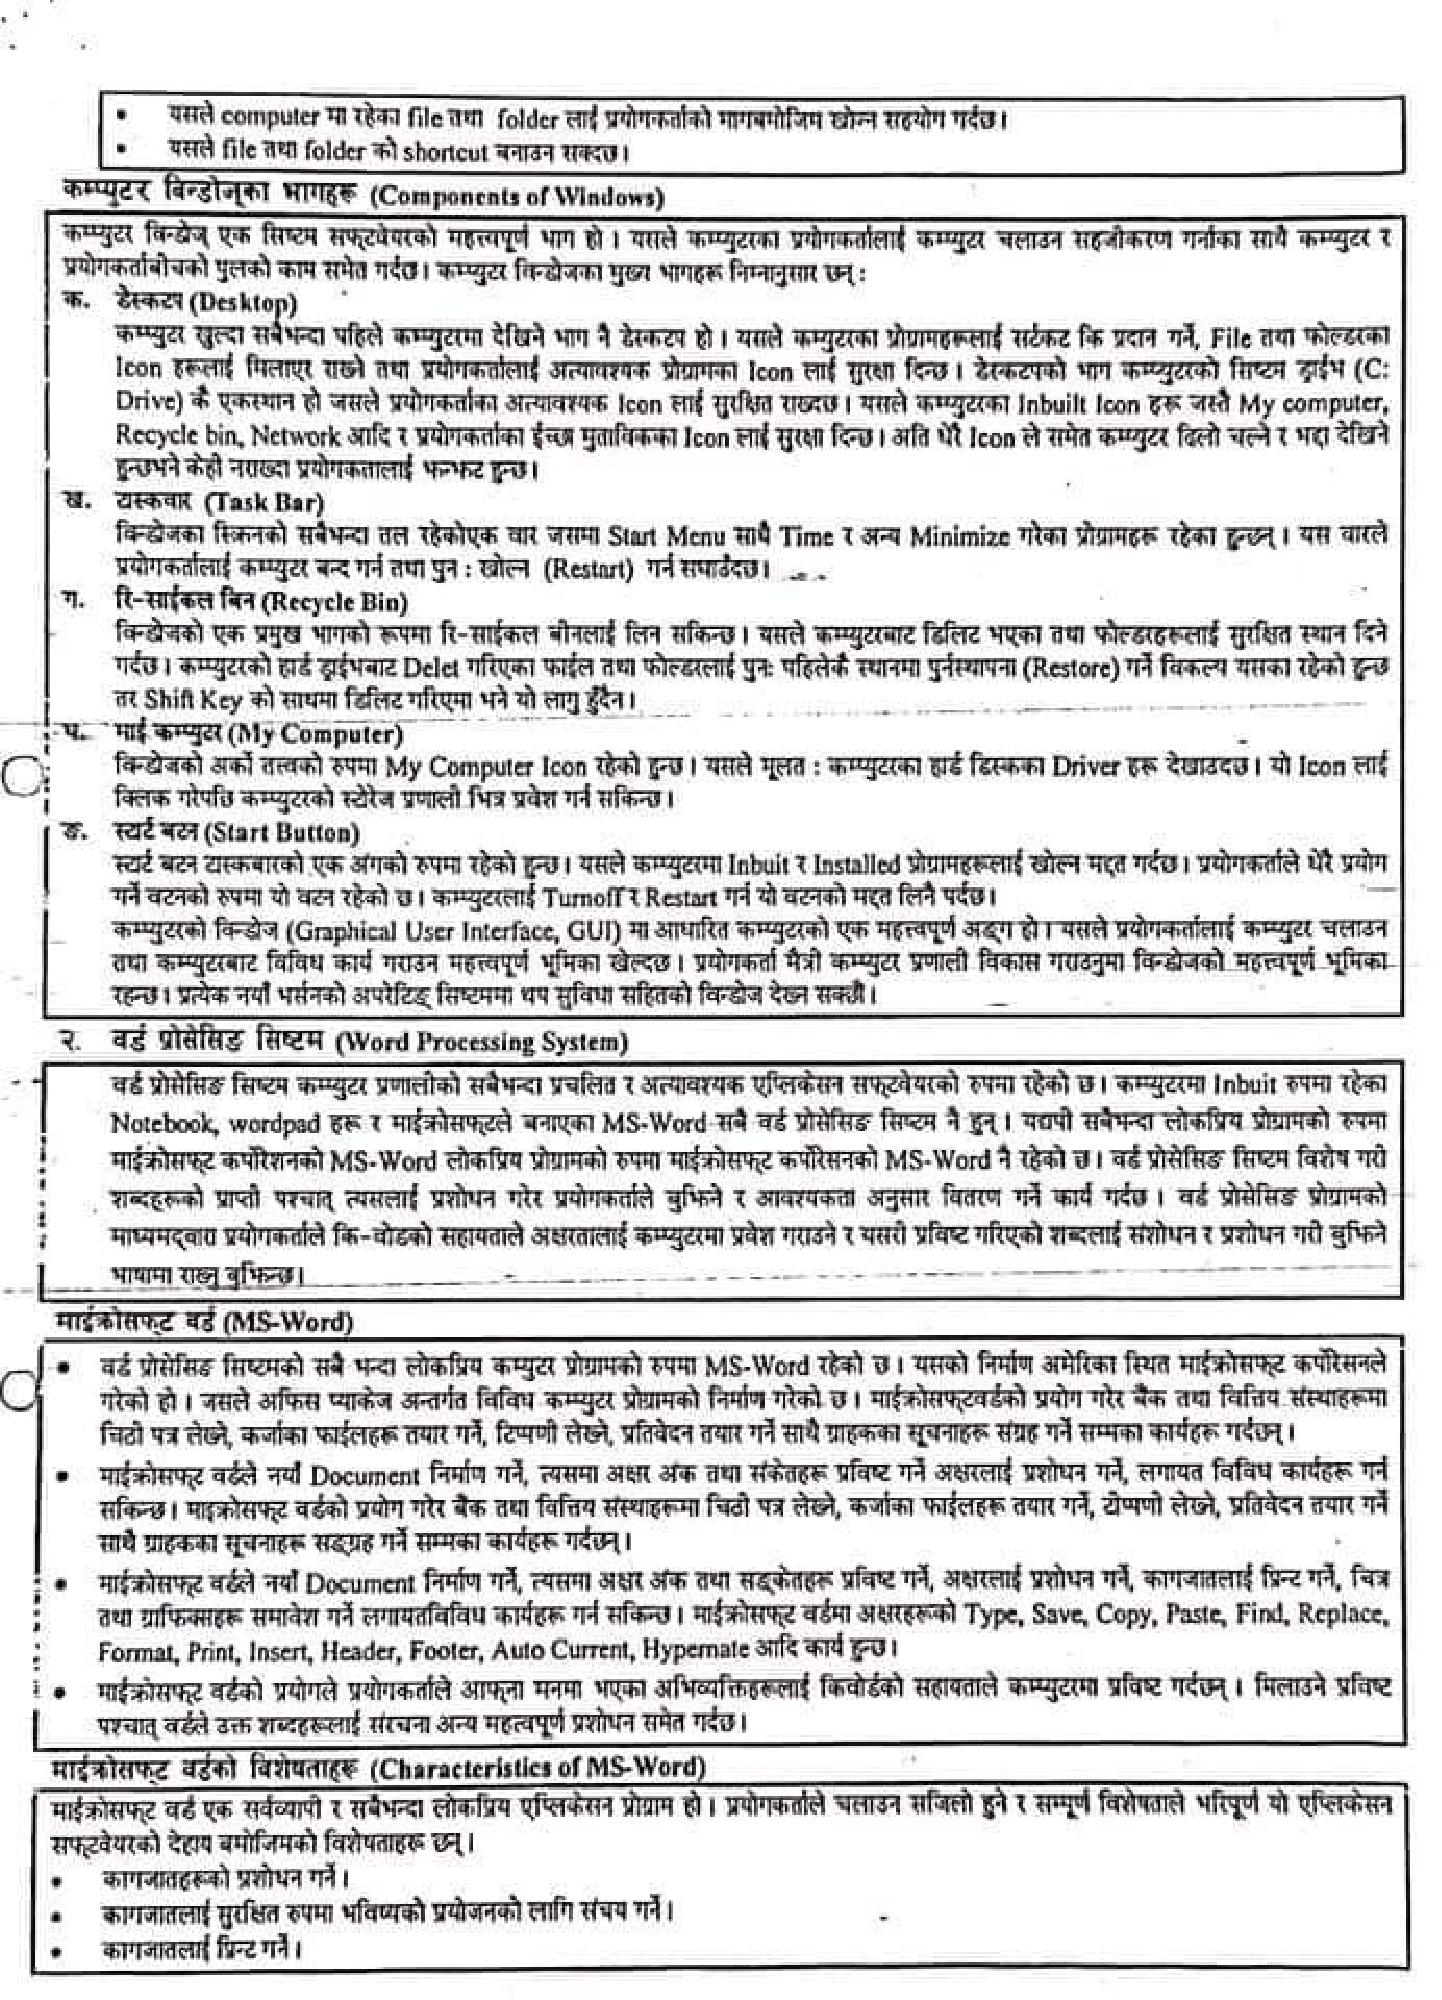 • यसले computer मा रहेका file तथा folder लाई प्रयोगकर्ताको मागबमोजिम खोल्न सहयोग गर्दछ।
• यसले file तथा folder को shortcut बनाउन सक्दछ।
कम्प्युटर विन्डोज्का भागहरू (Components of Windows)
कम्प्युटर विन्डोज् एक सिष्टम सफ्टवेयरको महत्त्वपूर्ण भाग हो। यसले कम्प्युटरका प्रयोगकर्तालाई कम्प्युटर चलाउन सहजीकरण गर्नाका साथै कम्प्युटर र
प्रयोगकर्ताबीचको पुलको काम समेत गर्दछ। कम्प्युटर विन्डोजका मुख्य भागहरू निम्नानुसार छन् :
क. डेस्कटप (Desktop)
कम्प्युटर खुल्दा सबैभन्दा पहिले कम्प्युटरमा देखिने भाग नै डेस्कटप हो। यसले कम्युटरका प्रोग्रामहरूलाई सर्टकट कि प्रदान गर्ने, File तथा फोल्डरका
Icon हरूलाई मिलाएर राख्ने तथा प्रयोगकर्तालाई अत्यावश्यक प्रोग्रामका Icon लाई सुरक्षा दिन्छ। डेस्कटपको भाग कम्प्युटरको सिष्टम ड्राईभ (C:
Drive) कै एकस्थान हो जसले प्रयोगकर्ताका अत्यावश्यक Icon लाई सुरक्षित राख्दछ। यसले कम्प्युटरका Inbuilt Icon हरू जस्तै My computer,
Recycle bin, Network आदि र प्रयोगकर्ताका ईच्छा मुताविकका Icon लाई सुरक्षा दिन्छ। अति धेरै Icon ले समेत कम्प्युटर ढिलो चल्ने र भद्दा देखिने
हुन्छभने केही नराख्दा प्रयोगकतालाई झन्झट हुन्छ।
ख. टास्कवार (Task Bar)
विन्डोजका स्क्रिनको सबैभन्दा तल रहेकोएक वार जसमा Start Menu साथै Time र अन्य Minimize गरेका प्रोग्रामहरू रहेका हुन्छन्। यस वारले
प्रयोगकर्तालाई कम्प्युटर बन्द गर्न तथा पुन : खोल्न (Restart) गर्न सघाउँदछ।
ग. रि-साईकल बिन (Recycle Bin)
विन्डोजको एक प्रमुख भागको रूपमा रि-साईकल बीनलाई लिन सकिन्छ। यसले कम्प्युटरबाट डिलिट भएका तथा फोल्डरहरूलाई सुरक्षित स्थान दिने
गर्दछ। कम्प्युटरको हार्ड ड्राईभबाट Delet गरिएका फाईल तथा फोल्डरलाई पुनः पहिलेकै स्थानमा पुर्नस्थापना (Restore) गर्ने विकल्प यसका रहेको हुन्छ
तर Shift Key को साथमा डिलिट गरिएमा भने यो लागु हुँदैन।
घ. माई कम्प्युटर (My Computer)
विन्डोजको अर्को तत्त्वको रुपमा My Computer Icon रहेको हुन्छ। यसले मूलत : कम्प्युटरका हार्ड डिस्कका Driver हरू देखाउदछ। यो Icon लाई
क्लिक गरेपछि कम्प्युटरको स्टोरेज प्रणाली भित्र प्रवेश गर्न सकिन्छ।
ङ. स्टार्ट बटन (Start Button)
स्टार्ट बटन टास्कबारको एक अंगको रुपमा रहेको हुन्छ। यसले कम्प्युटरमा Inbuit र Installed प्रोग्रामहरूलाई खोल्न मद्दत गर्दछ। प्रयोगकर्ताले धेरै प्रयोग
गर्ने वटनको रुपमा यो वटन रहेको छ। कम्प्युटरलाई Turnoff र Restart गर्न यो वटनको मद्दत लिनै पर्दछ।
कम्प्युटरको विन्डोज (Graphical User Interface, GUI) मा आधारित कम्प्युटरको एक महत्त्वपूर्ण अङ्ग हो। यसले प्रयोगकर्तालाई कम्प्युटर चलाउन
तथा कम्प्युटरबाट विविध कार्य गराउन महत्त्वपूर्ण भूमिका खेल्दछ। प्रयोगकर्ता मैत्री कम्प्युटर प्रणाली विकास गराउनुमा विन्डोजको महत्त्वपूर्ण भूमिका
रहन्छ। प्रत्येक नयाँ भर्सनको अपरेटिङ् सिष्टममा थप सुविधा सहितको विन्डोज देख्न सक्छौ।
२. वर्ड प्रोसेसिङ सिष्टम (Word Processing System)
वर्ड प्रोसेसिङ सिष्टम कम्प्युटर प्रणालीको सबैभन्दा प्रचलित र अत्यावश्यक एप्लिकेसन सफ्टवेयरको रुपमा रहेको छ। कम्प्युटरमा Inbuit रुपमा रहेका
Notebook, wordpad हरू र माईक्रोसफ्टले बनाएका MS-Word सबै वर्ड प्रोसेसिङ सिष्टम नै हुन्। यद्यपी सबैभन्दा लोकप्रिय प्रोग्रामको रुपमा
माईक्रोसफ्ट कर्पोरेशनको MS-Word लोकप्रिय प्रोग्रामको रुपमा माईक्रोसफ्ट कर्पोरेसनको MS-Word नै रहेको छ। वर्ड प्रोसेसिङ सिष्टम विशेष गरी
शब्दहरूको प्राप्ती पश्चात् त्यसलाई प्रशोधन गरेर प्रयोगकर्ताले बुझिने र आवश्यकता अनुसार वितरण गर्ने कार्य गर्दछ। वर्ड प्रोसेसिङ प्रोग्रामको
माध्यमद्वारा प्रयोगकर्ताले कि-वोडको सहायताले अक्षरतालाई कम्प्युटरमा प्रवेश गराउने र यसरी प्रविष्ट गरिएको शब्दलाई संशोधन र प्रशोधन गरी बुझिने
भाषामा राख्नु बुझिन्छ।
माईक्रोसफ्ट वर्ड (MS-Word)
• वर्ड प्रोसेसिङ सिष्टमको सबै भन्दा लोकप्रिय कम्युटर प्रोग्रामको रुपमा MS-Word रहेको छ। यसको निर्माण अमेरिका स्थित माईक्रोसफ्ट कर्पोरेसनले
गरेको हो। जसले अफिस प्याकेज अन्तर्गत विविध कम्प्युटर प्रोग्रामको निर्माण गरेको छ। माईक्रोसफ्टवर्डको प्रयोग गरेर बैंक तथा वित्तिय संस्थाहरूमा
चिठी पत्र लेख्ने, कर्जाका फाईलहरू तयार गर्ने, टिप्पणी लेख्ने, प्रतिवेदन तयार गर्ने साथै ग्राहकका सूचनाहरू संग्रह गर्ने सम्मका कार्यहरू गर्दछन्।
• माईक्रोसफ्ट वर्डले नयाँ Document निर्माण गर्ने, त्यसमा अक्षर अंक तथा संकेतहरू प्रविष्ट गर्ने अक्षरलाई प्रशोधन गर्ने, लगायत विविध कार्यहरू गर्न
सकिन्छ। माइक्रोसफ्ट वर्डको प्रयोग गरेर बैंक तथा वित्तिय संस्थाहरूमा चिठी पत्र लेख्ने, कर्जाका फाईलहरू तयार गर्ने, टीप्पणी लेख्ने, प्रतिवेदन तयार गर्ने
साथै ग्राहकका सूचनाहरू सङ्ग्रह गर्ने सम्मका कार्यहरू गर्दछन्।
• माईक्रोसफ्ट वर्डले नयाँ Document निर्माण गर्ने, त्यसमा अक्षर अंक तथा सङ्केतहरू प्रविष्ट गर्ने, अक्षरलाई प्रशोधन गर्ने, कागजातलाई प्रिन्ट गर्ने, चित्र
तथा ग्राफिक्सहरू समावेश गर्ने लगायतविविध कार्यहरू गर्न सकिन्छ। माईक्रोसफ्ट वर्डमा अक्षरहरूको Type, Save, Copy, Paste, Find, Replace,
Format, Print, Insert, Header, Footer, Auto Current, Hypernate आदि कार्य हुन्छ।
• माईक्रोसफ्ट वर्डको प्रयोगले प्रयोगकर्ताले आफ्ना मनमा भएका अभिव्यक्तिहरूलाई किवोर्डको सहायताले कम्प्युटरमा प्रविष्ट गर्दछन्। मिलाउने प्रविष्ट
पश्चात् वर्डले उक्त शब्दहरूलाई संरचना अन्य महत्वपूर्ण प्रशोधन समेत गर्दछ।
माईक्रोसफ्ट वर्डको विशेषताहरू (Characteristics of MS-Word)
माईक्रोसफ्ट वर्ड एक सर्वव्यापी र सबैभन्दा लोकप्रिय एप्लिकेसन प्रोग्राम हो। प्रयोगकर्ताले चलाउन सजिलो हुने र सम्पूर्ण विशेषताले भरिपूर्ण यो एप्लिकेसन
सफ्टवेयरको देहाय बमोजिमको विशेषताहरू छन्।
• कागजातहरूको प्रशोधन गर्ने।
• कागजातलाई सुरक्षित रुपमा भविष्यको प्रयोजनको लागि संचय गर्ने।
• कागजातलाई प्रिन्ट गर्ने।